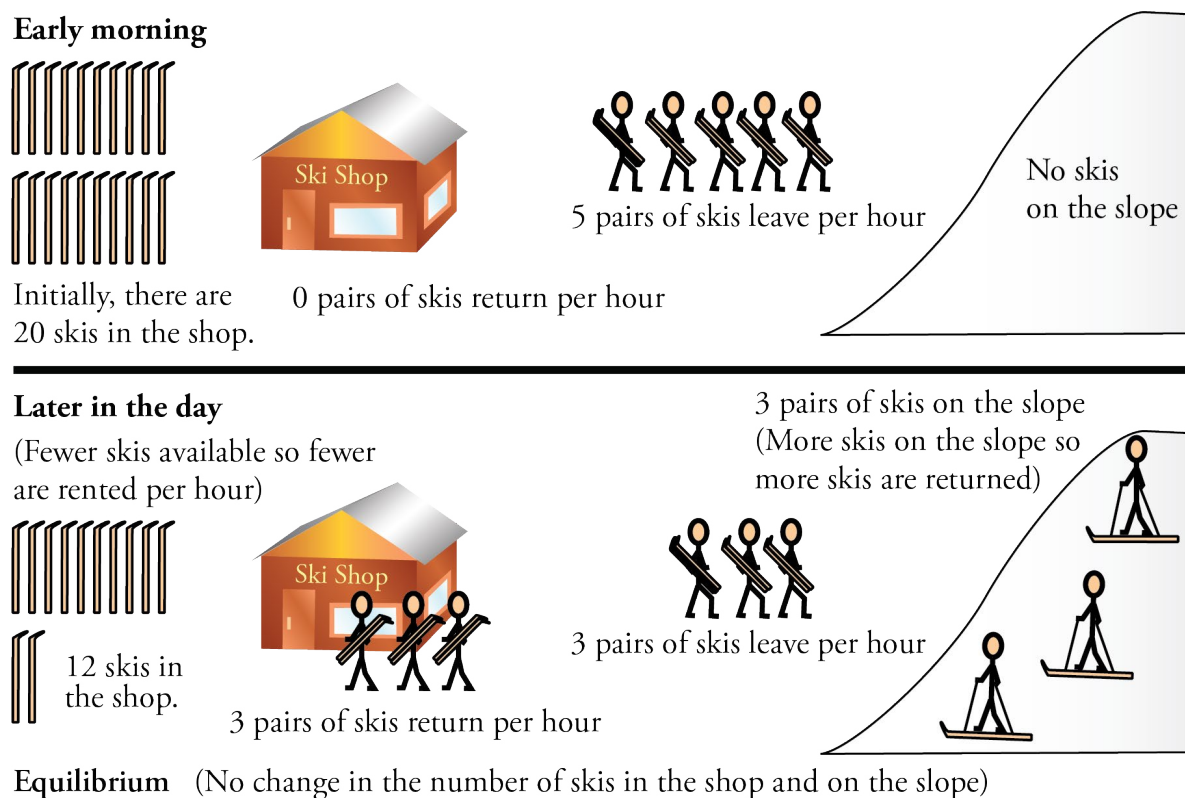 Early morning
Ski Shop
No skis
on the slope
5 pairs of skis leave per hour
Initially, there are
20 skis in the shop.
0 pairs of skis return per hour
Later in the day
(Fewer skis available so fewer
are rented per hour)
3 pairs of skis on the slope
(More skis on the slope so
more skis are returned)
Ski Shop
3 pairs of skis leave per hour
12 skis in
the shop.
3 pairs of skis return per hour
Equilibrium (No change in the number of skis in the shop and on the slope)